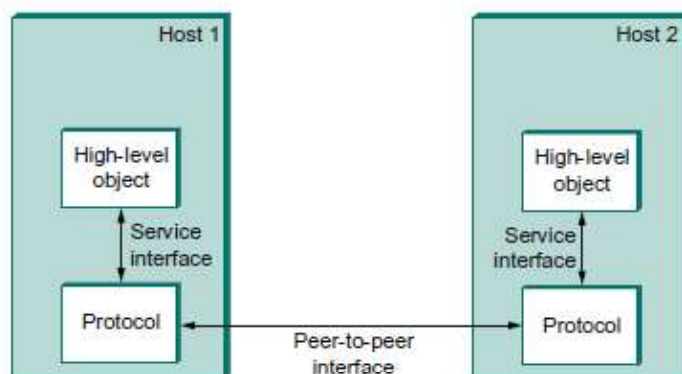 Host 1
Host 2
High-level
object
High-level
object
Service
interface
Service
interface
Protocol
Protocol
Peer-to-peer
interface